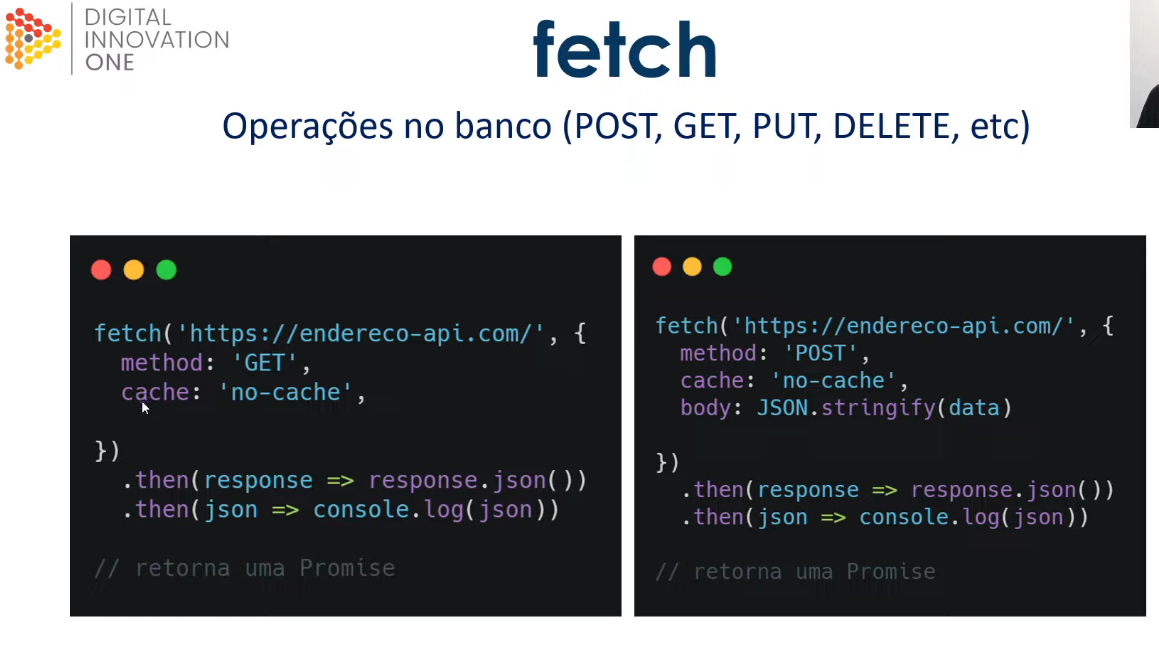 DIGITAL
INNOVATION
ONE
fetch
Operações no banco (POST, GET, PUT, DELETE, etc)
fetch('https://endereco-api.com/', {
  method: 'GET',
  cache: 'no-cache',
})
  .then(response => response.json())
  .then(json => console.log(json))
// retorna uma Promise
fetch('https://endereco-api.com/', {
  method: 'POST',
  cache: 'no-cache',
  body: JSON.stringify(data)
})
  .then(response => response.json())
  .then(json => console.log(json))
// retorna uma Promise